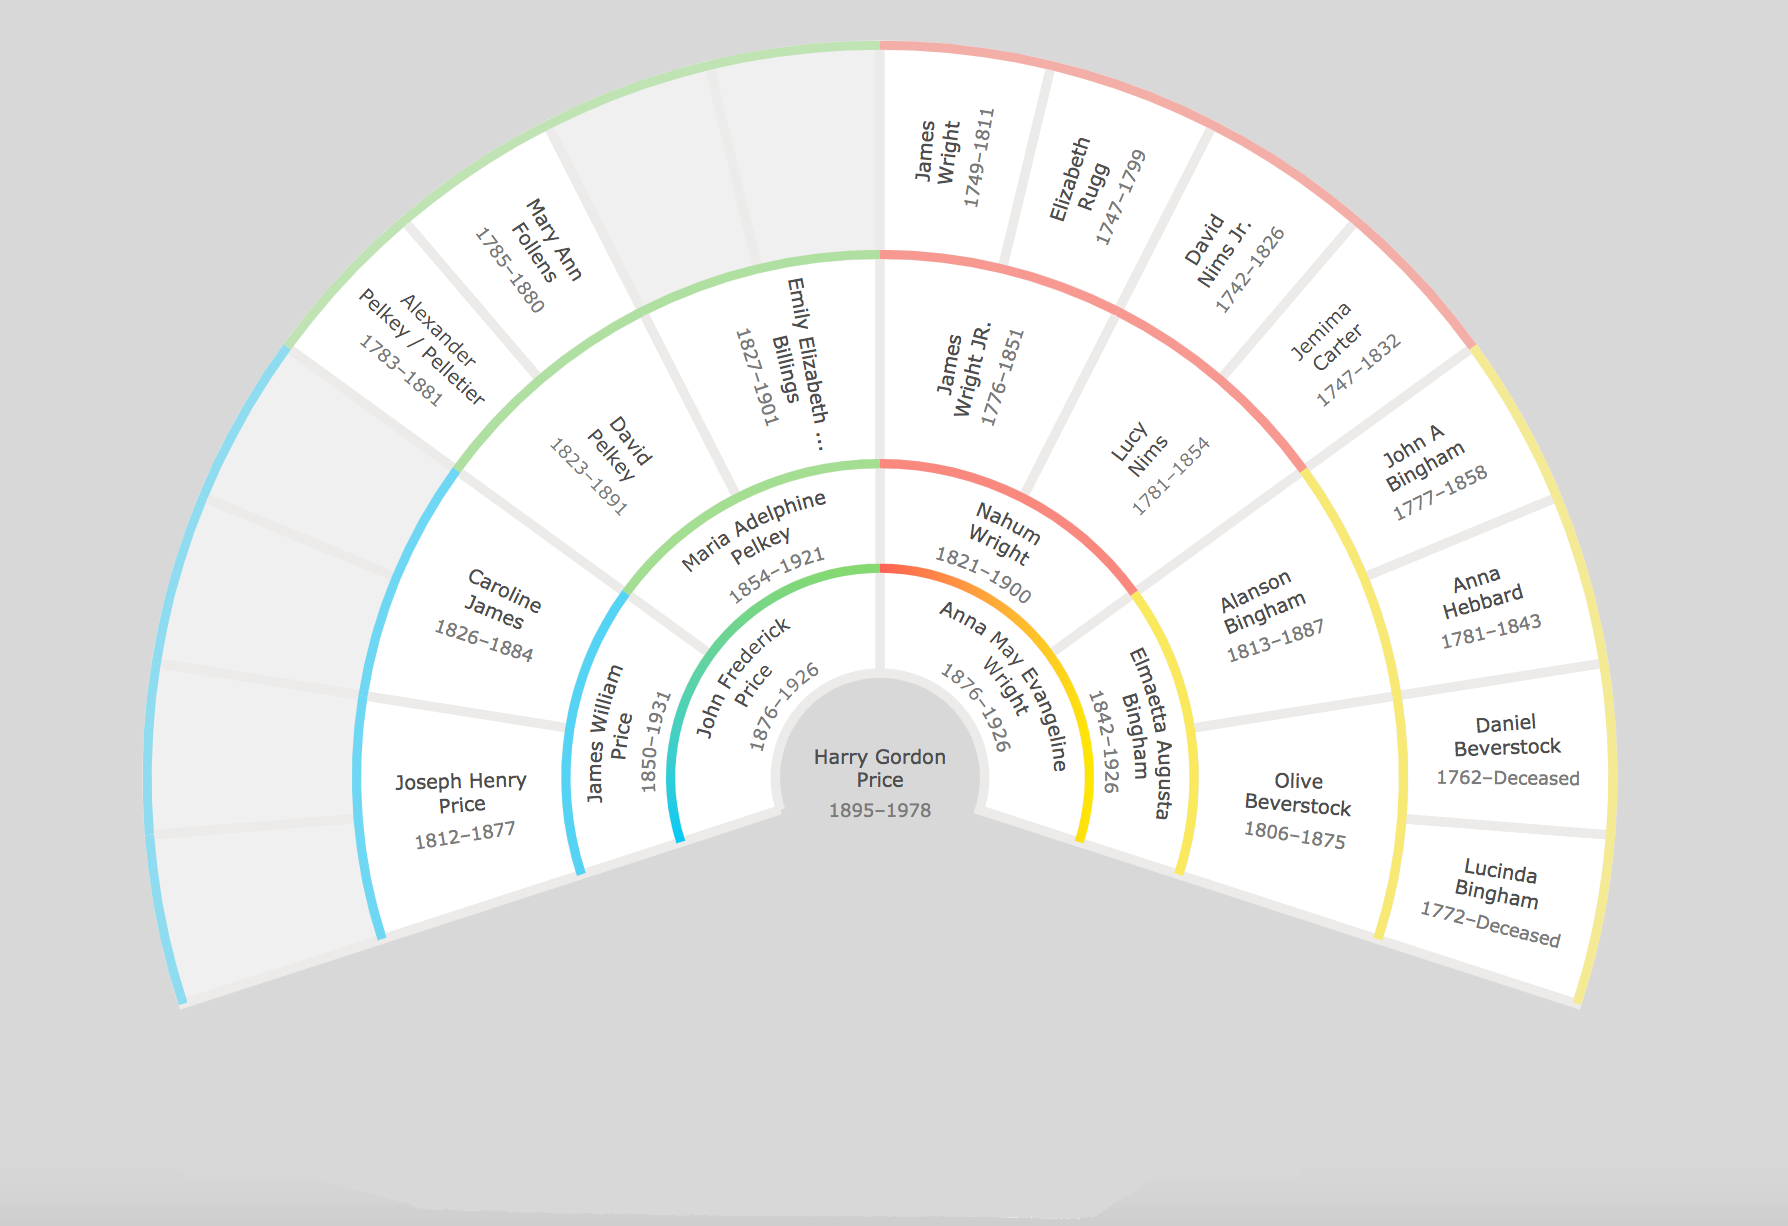 James
Wright
1749–1811
Elizabeth
Rugg
1747–1799
David
Nims Jr.
1742–1826
Jemima
Carter
1747–1832
John A
Bingham
1777–1858
Anna
Hebbard
1781–1843
Daniel
Beverstock
1762–Deceased
Lucinda
Bingham
1772–Deceased
Mary Ann
Follens
1785–1880
Alexander
Pelkey / Pelletier
1783–1881
Joseph Henry
Price
1812–1877
Caroline
James
1826–1884
David
Pelkey
1823–1891
Emily Elizabeth ...
Billings
1827–1901
James
Wright JR.
1776–1851
Lucy
Nims
1781–1854
Alanson
Bingham
1813–1887
Olive
Beverstock
1806–1875
James William
Price
1850–1931
Maria Adelphine
Pelkey
1854–1921
Nahum
Wright
1821–1900
Elmaetta Augusta
Bingham
1842–1926
John Frederick
Price
1876–1926
Anna May Evangeline
Wright
1876–1926
Harry Gordon
Price
1895–1978